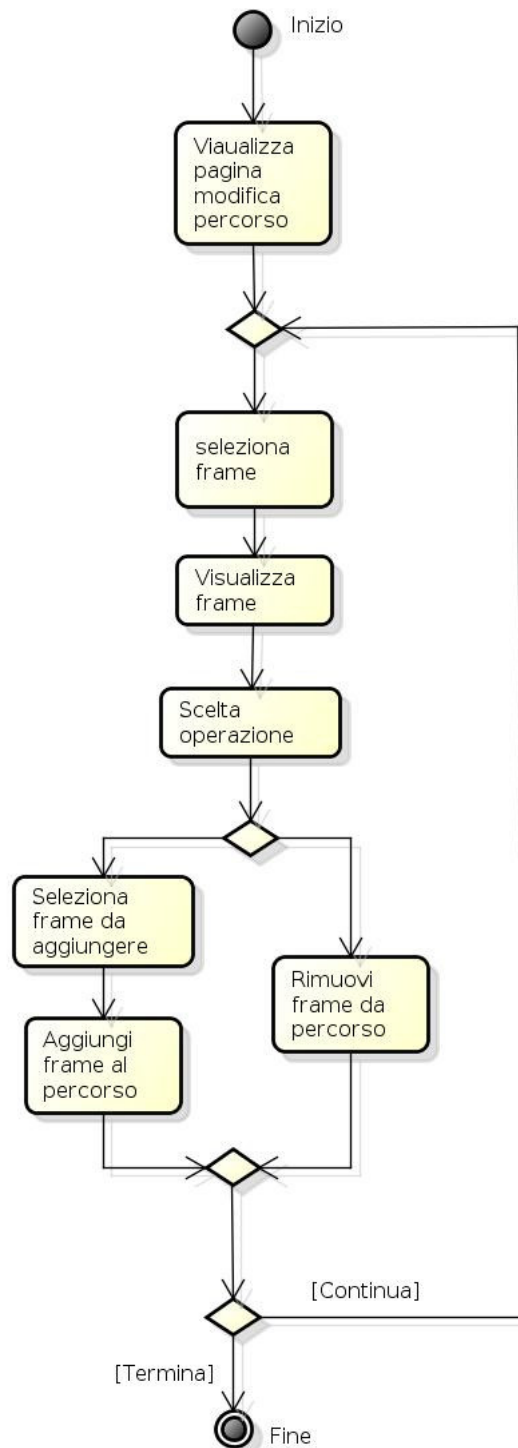 Inizio
Viaualizza
pagina
modifica
percorso
seleziona
frame
Visualizza
frame
Scelta
operazione
Seleziona
frame da
aggiungere
Rimuovi
frame da
percorso
Aggiungi
frame al
percorso
[Continua]
[Termina]
Fine